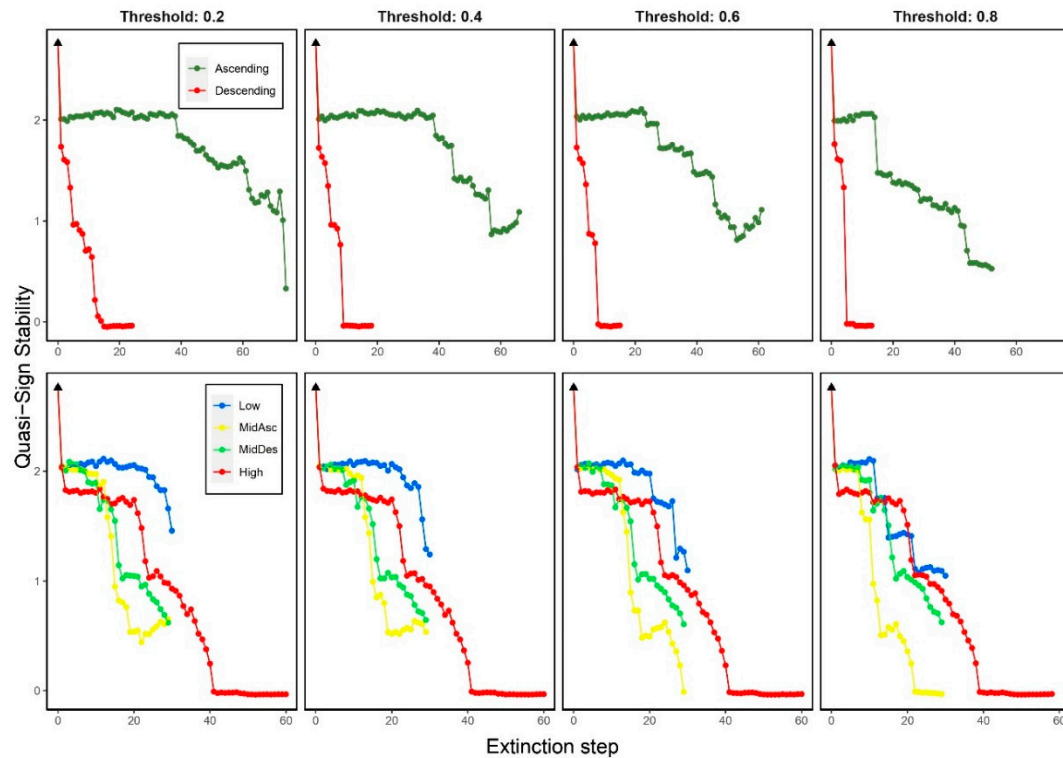 Threshold: 0.2 Threshold: 0.4 Threshold: 0.6 Threshold: 0.8
Ascending
Descending
2
1
0
0 20 40 60 0 20 40 60 0 20 40 60 0 20 40 60
Quasi-Sign Stability
Low
MidAsc
MidDes
High
2
1
0
0 20 40 60 0 20 40 60 0 20 40 60 0 20 40 60
Extinction step